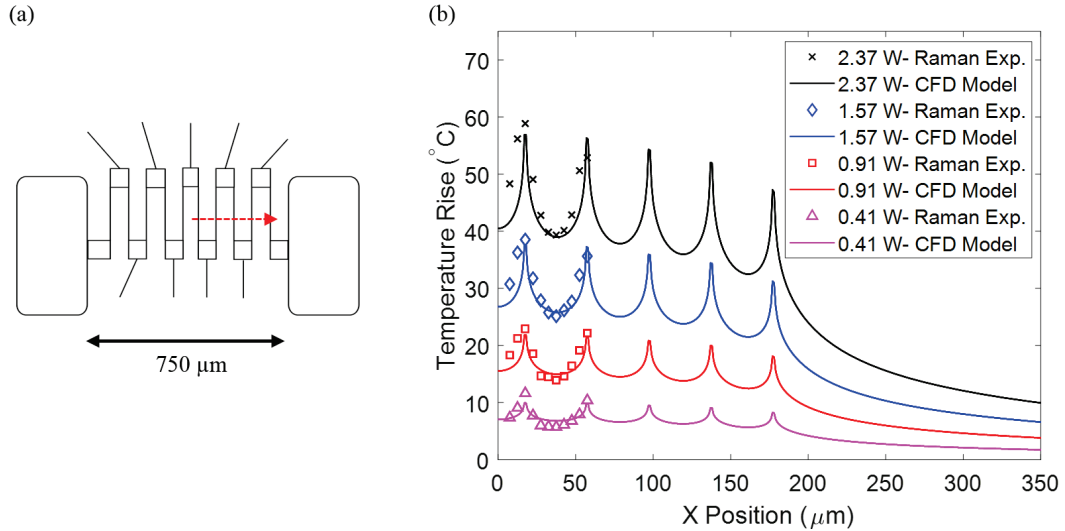 (a)
750 µm
(b)
Temperature Rise (°C)
70
60
50
40
30
20
10
0
2.37 W- Raman Exp.
2.37 W- CFD Model
1.57 W- Raman Exp.
1.57 W- CFD Model
0.91 W- Raman Exp.
0.91 W- CFD Model
0.41 W- Raman Exp.
0.41 W- CFD Model
0 50 100 150 200 250 300 350
X Position (μm)